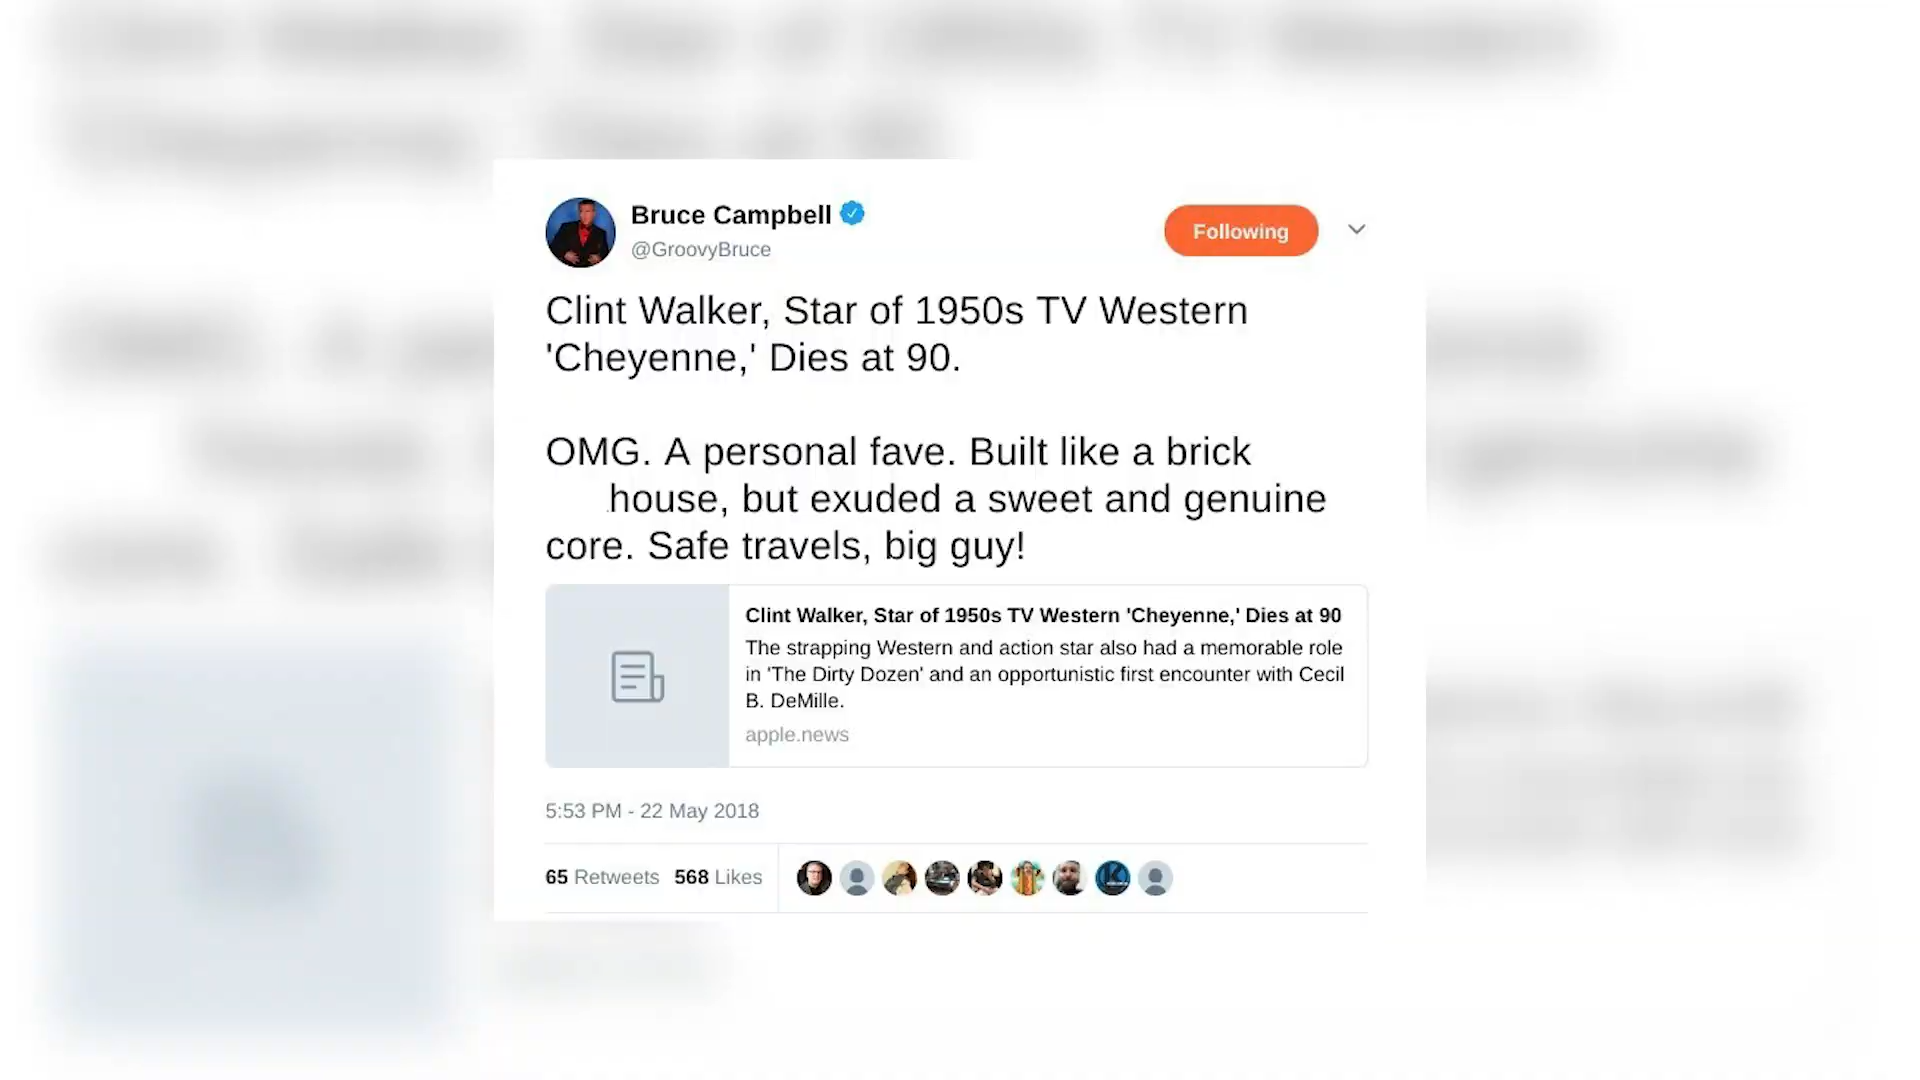 Bruce Campbell
@GroovyBruce
Following
Clint Walker, Star of 1950s TV Western
'Cheyenne,' Dies at 90.
OMG. A personal fave. Built like a brick
house, but exuded a sweet and genuine
core. Safe travels, big guy!
Clint Walker, Star of 1950s TV Western 'Cheyenne,' Dies at 90
The strapping Western and action star also had a memorable role
in 'The Dirty Dozen' and an opportunistic first encounter with Cecil
B. DeMille.
apple.news
5:53 PM - 22 May 2018
65 Retweets 568 Likes